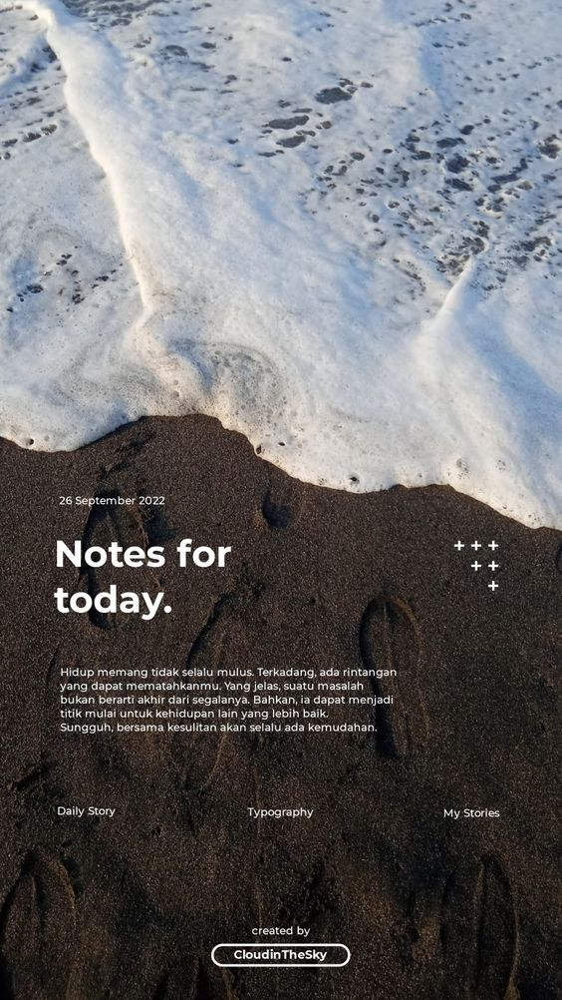 26 September 2022
Notes for
today.
Hidup memang tidak selalu mulus. Terkadang, ada rintangan
yang dapat mematahkanmu. Yang jelas, suatu masalah
bukan berarti akhir dari segalanya. Bahkan, ia dapat menjadi
titik mulai untuk kehidupan lain yang lebih baik.
Sungguh, bersama kesulitan akan selalu ada kemudahan.
Daily Story
Typography
My Stories
created by
CloudinTheSky